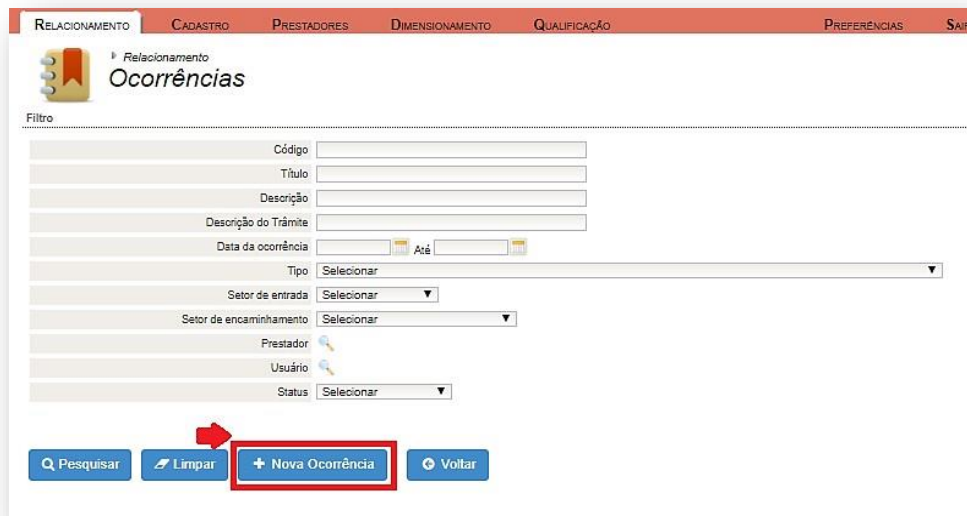 Relacionamento Cadastro Prestadores Dimensionamento Qualificação Preferências
Relacionamento
Ocorrências
Filtro
Código
Título
Descrição
Descrição do Trâmite
Data da ocorrência Até
Tipo Selecionar
Setor de entrada Selecionar
Setor de encaminhamento Selecionar
Prestador
Usuário
Status Selecionar
Pesquisar Limpar + Nova Ocorrência Voltar